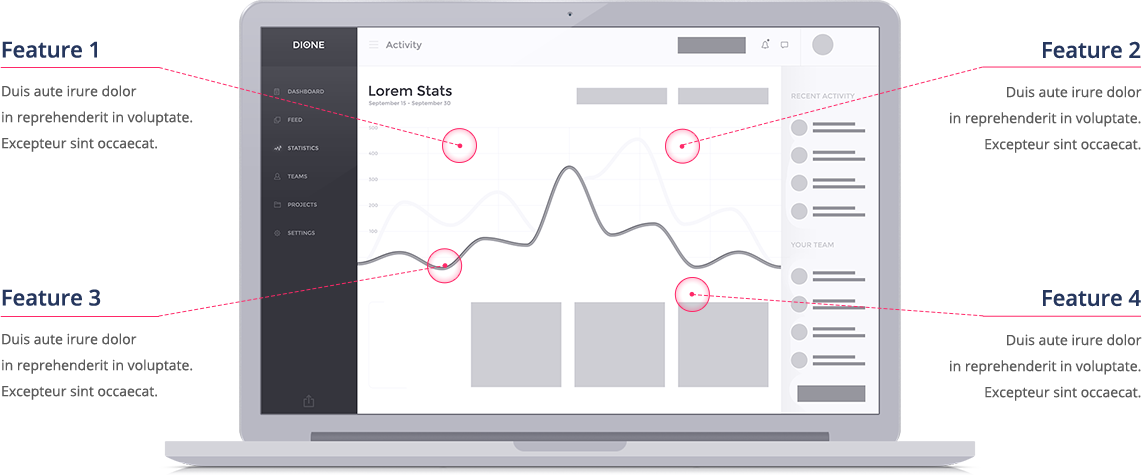 Feature 1
Duis aute irure dolor
in reprehenderit in voluptate.
Excepteur sint occaecat.
Feature 3
Duis aute irure dolor
in reprehenderit in voluptate.
Excepteur sint occaecat.
DIONE
DASHBOARD
FEED
STATISTICS
TEAMS
PROJECTS
SETTINGS
Activity
Lorem Stats
September 15 - September 30
500
400
300
200
100
RECENT ACTIVITY
YOUR TEAM
Feature 2
Duis aute irure dolor
in reprehenderit in voluptate.
Excepteur sint occaecat.
Feature 4
Duis aute irure dolor
in reprehenderit in voluptate.
Excepteur sint occaecat.